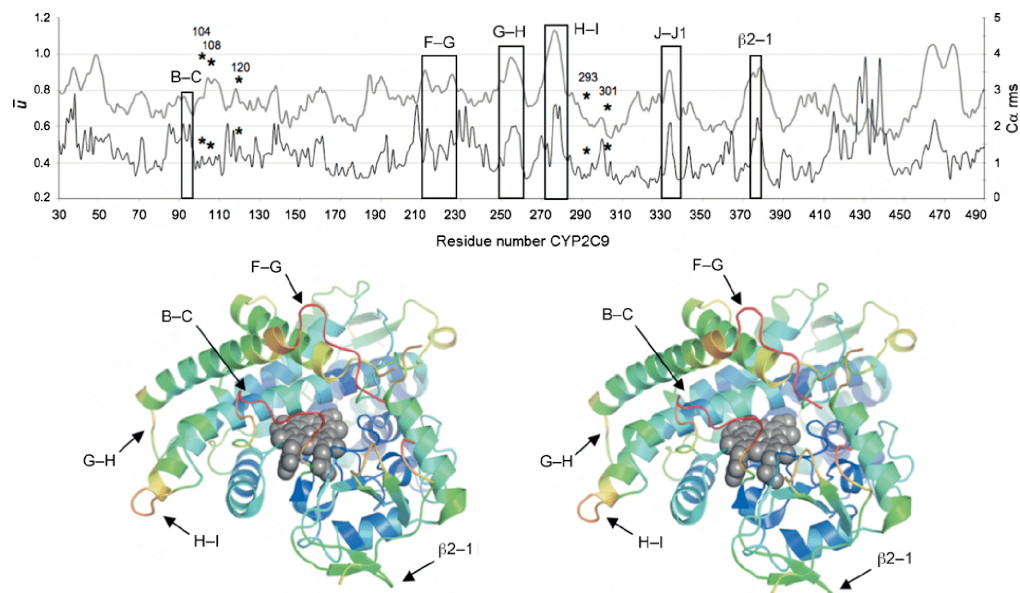 1.2
1.0
0.8
0.6
0.4
0.2
ū
5
4
3
2
1
0
Cα rms
104
108
120
B–C
F–G
G–H
H–I
293
301
J–J1
β2–1
* * * * *
* * * * *
30 50 70 90 110 130 150 170 190 210 230 250 270 290 310 330 350 370 390 410 430 450 470 490
Residue number CYP2C9
F–G
B–C
G–H
H–I
β2–1
F–G
B–C
G–H
H–I
β2–1